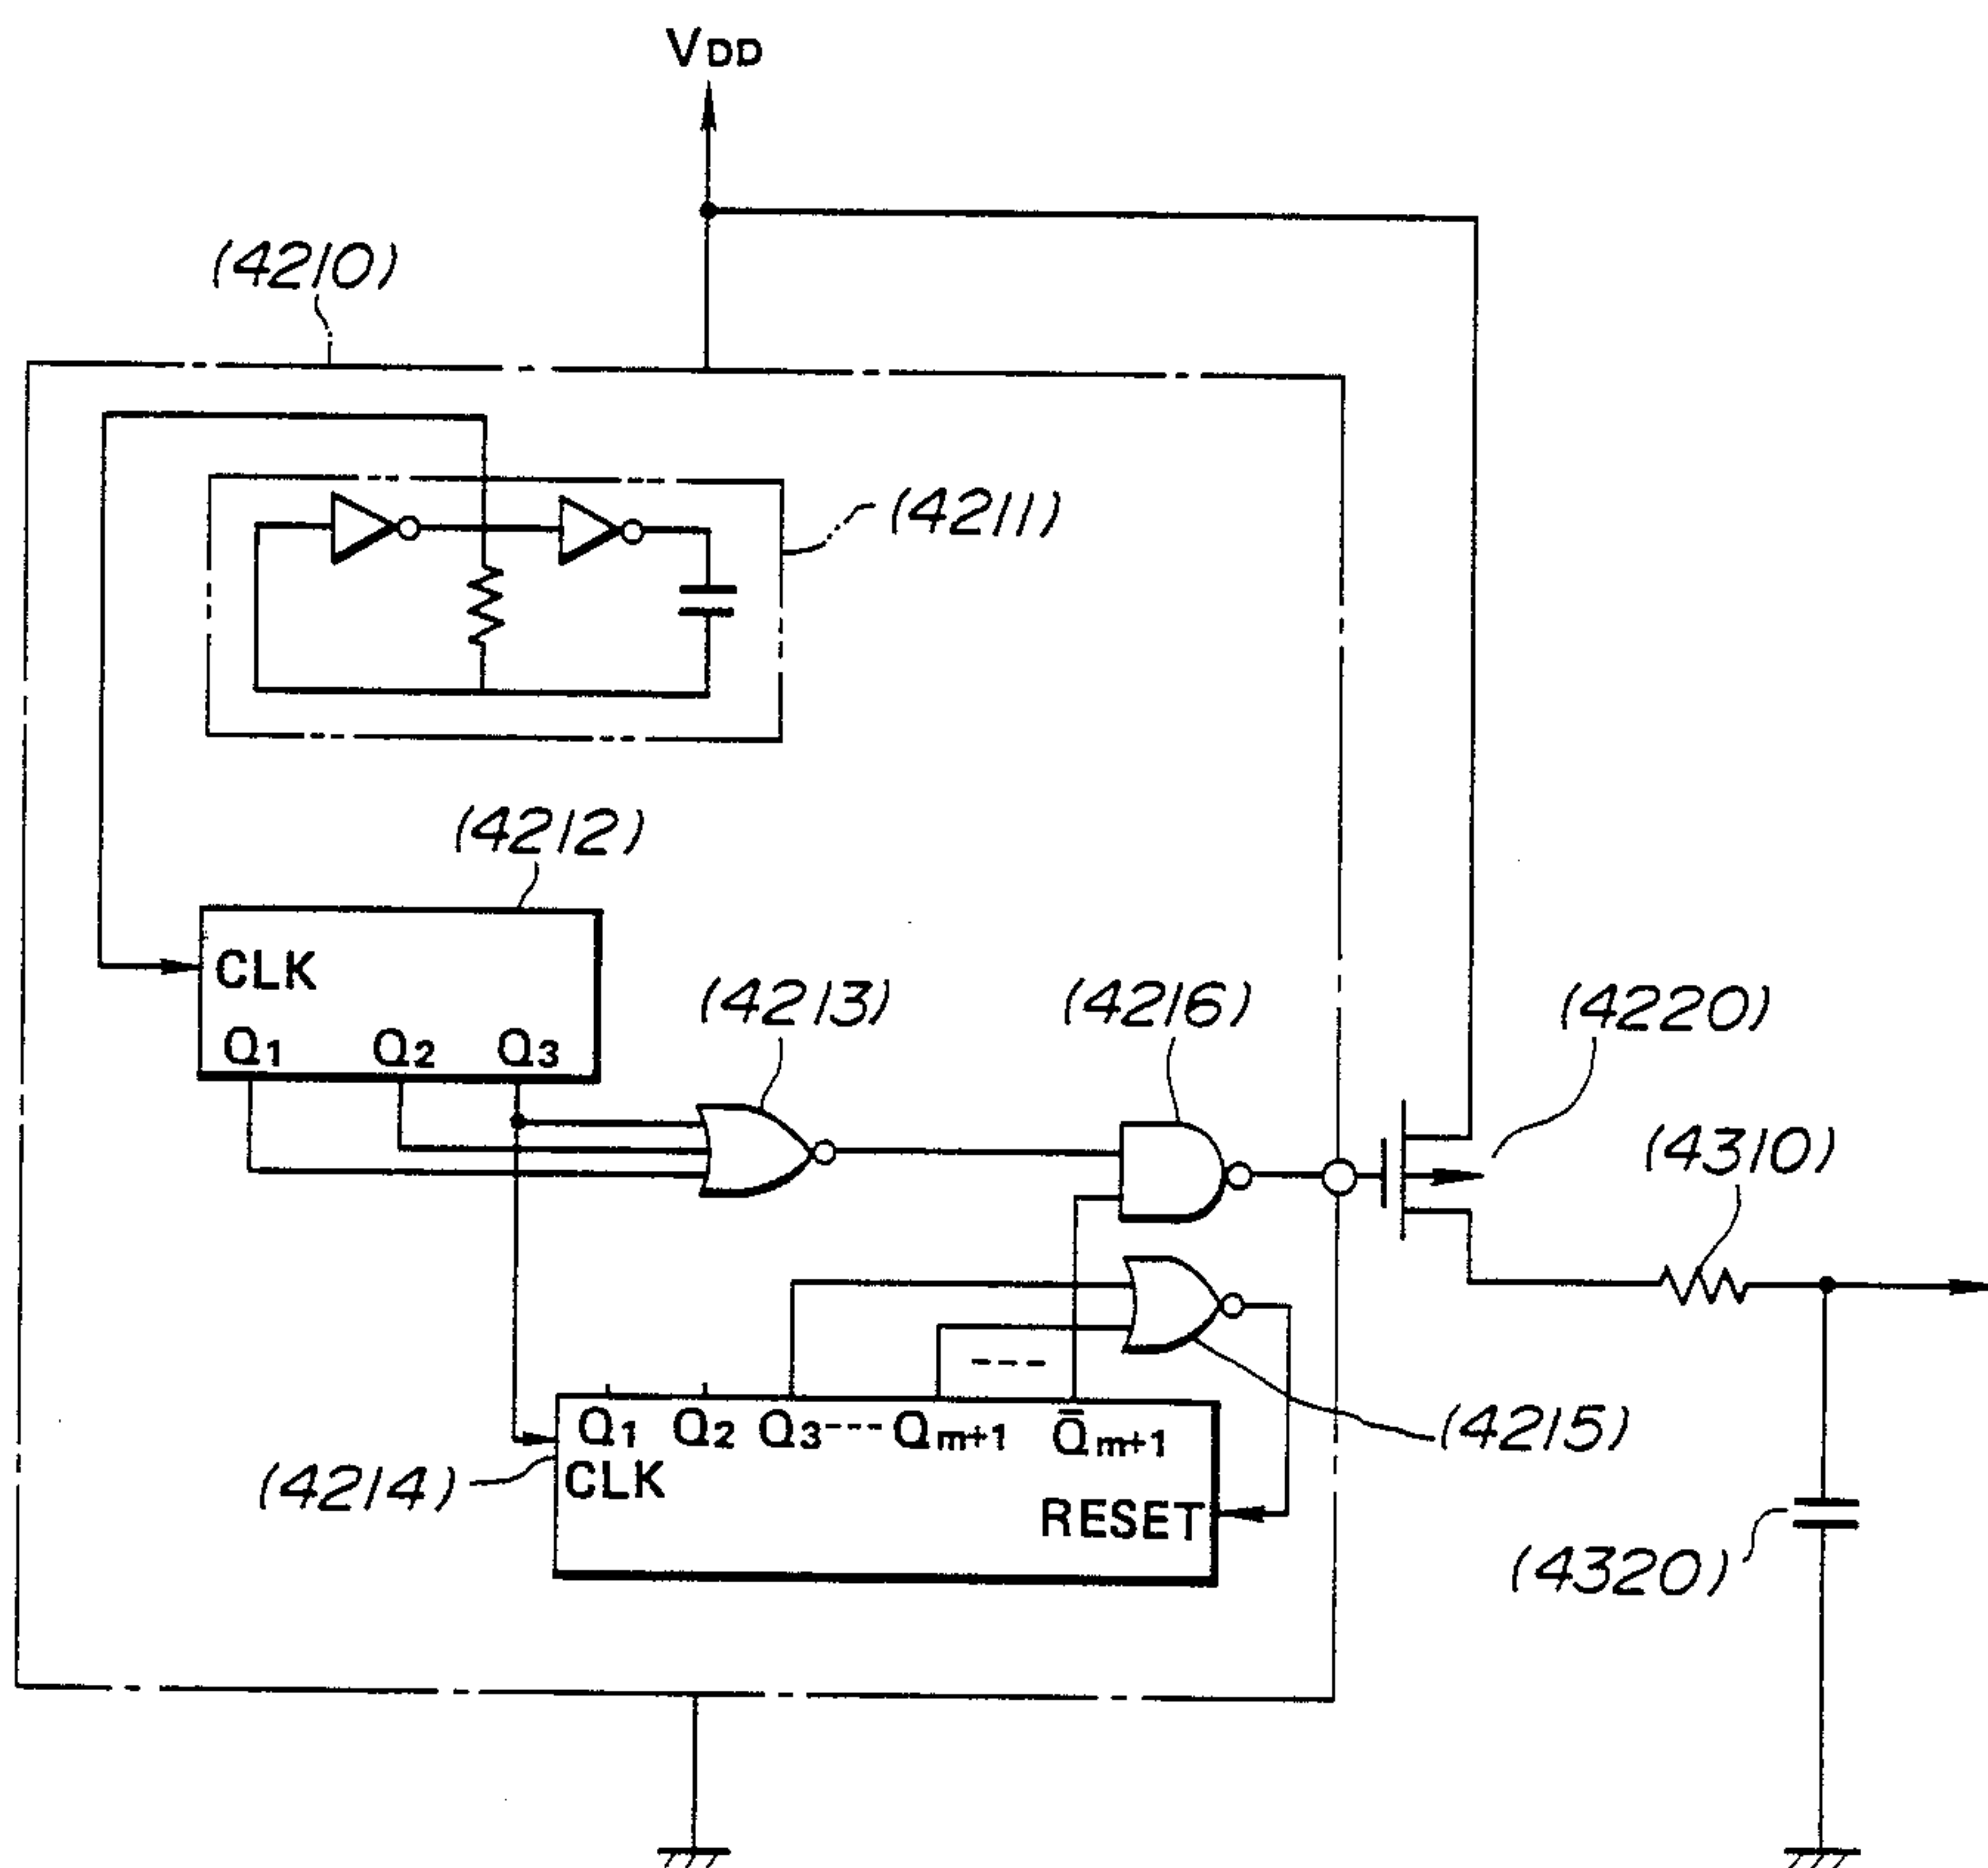 VDD
(4210)
(4211)
(4212)
CLK
Q1 Q2 Q3
(4213)
(4216)
(4220)
(4310)
Q1 Q2 Q3---- Qm+1 Q̄m+1
(4215)
(4214)
CLK
RESET
(4320)